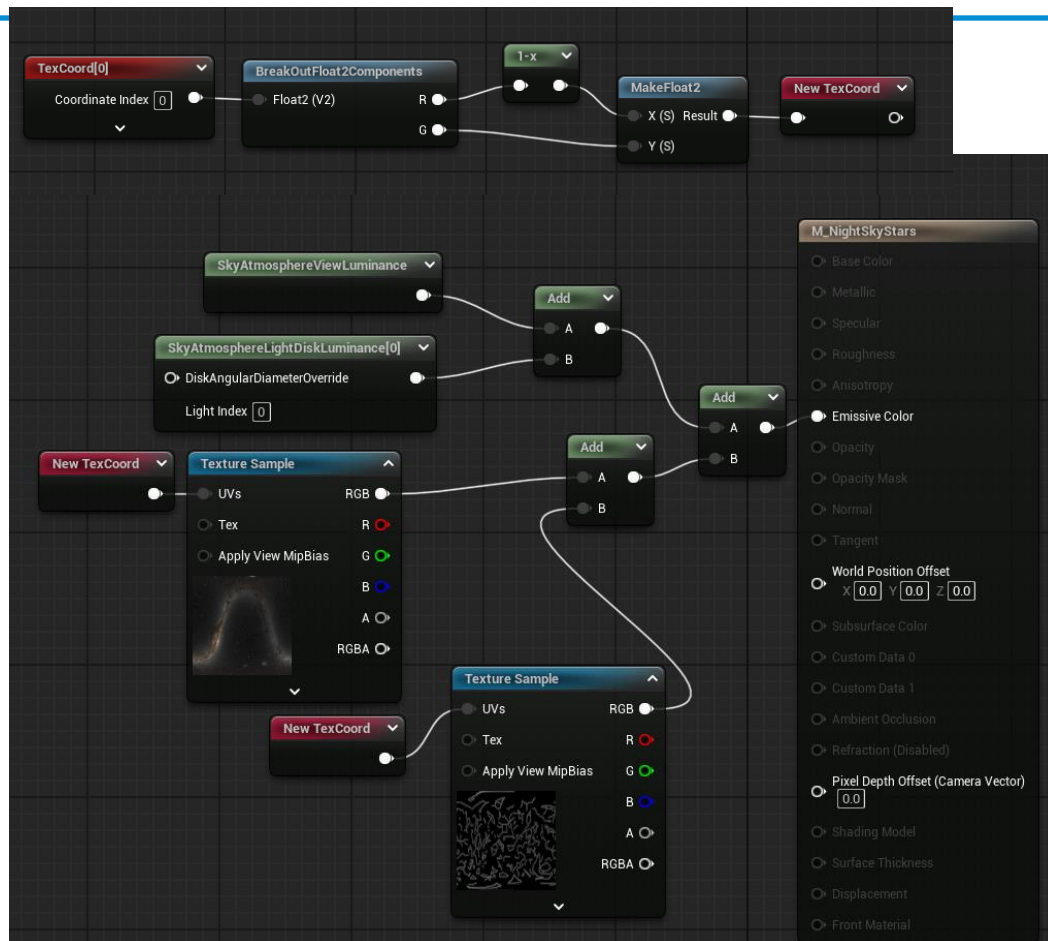 TexCoord[0]
Coordinate Index 0
BreakOutFloat2Components
Float2 (V2) R
G
1-x
MakeFloat2
X (S) Result
Y (S)
New TexCoord
SkyAtmosphereViewLuminance
SkyAtmosphereLightDiskLuminance[0]
DiskAngularDiameterOverride
Light Index 0
Add
A
B
Add
A
B
Add
A
B
New TexCoord
Texture Sample
UVs RGB
Tex R
Apply View MipBias G
B
A
RGBA
New TexCoord
Texture Sample
UVs RGB
Tex R
Apply View MipBias G
B
A
RGBA
M_NightSkyStars
Base Color
Metallic
Specular
Roughness
Anisotropy
Emissive Color
Opacity
Opacity Mask
Normal
Tangent
World Position Offset
X 0.0 Y 0.0 Z 0.0
Subsurface Color
Custom Data 0
Custom Data 1
Ambient Occlusion
Refraction (Disabled)
Pixel Depth Offset (Camera Vector)
0.0
Shading Model
Surface Thickness
Displacement
Front Material